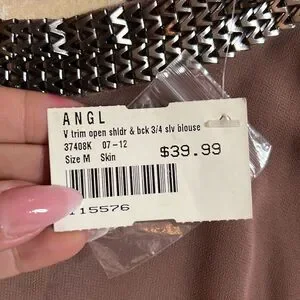 ANGL
V trim open shldr & bck 3/4 slv blouse
37408K 07-12
Size M Skin
$39.99
115576